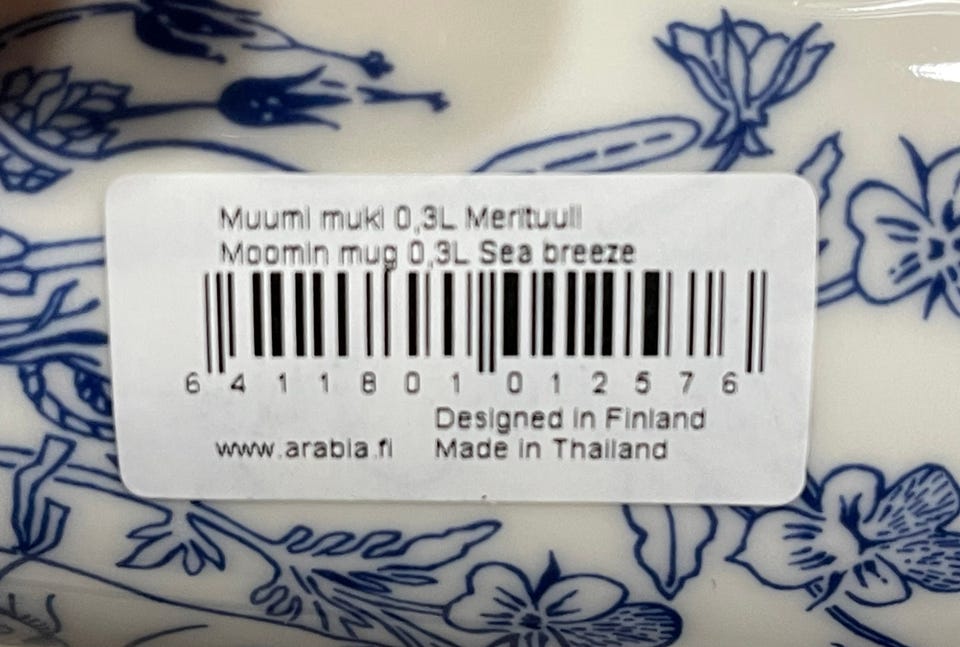 Muumi muki 0,3L Merituuli
Moomin mug 0,3L Sea breeze
6 411801 012576
Designed in Finland
www.arabia.fi Made in Thailand